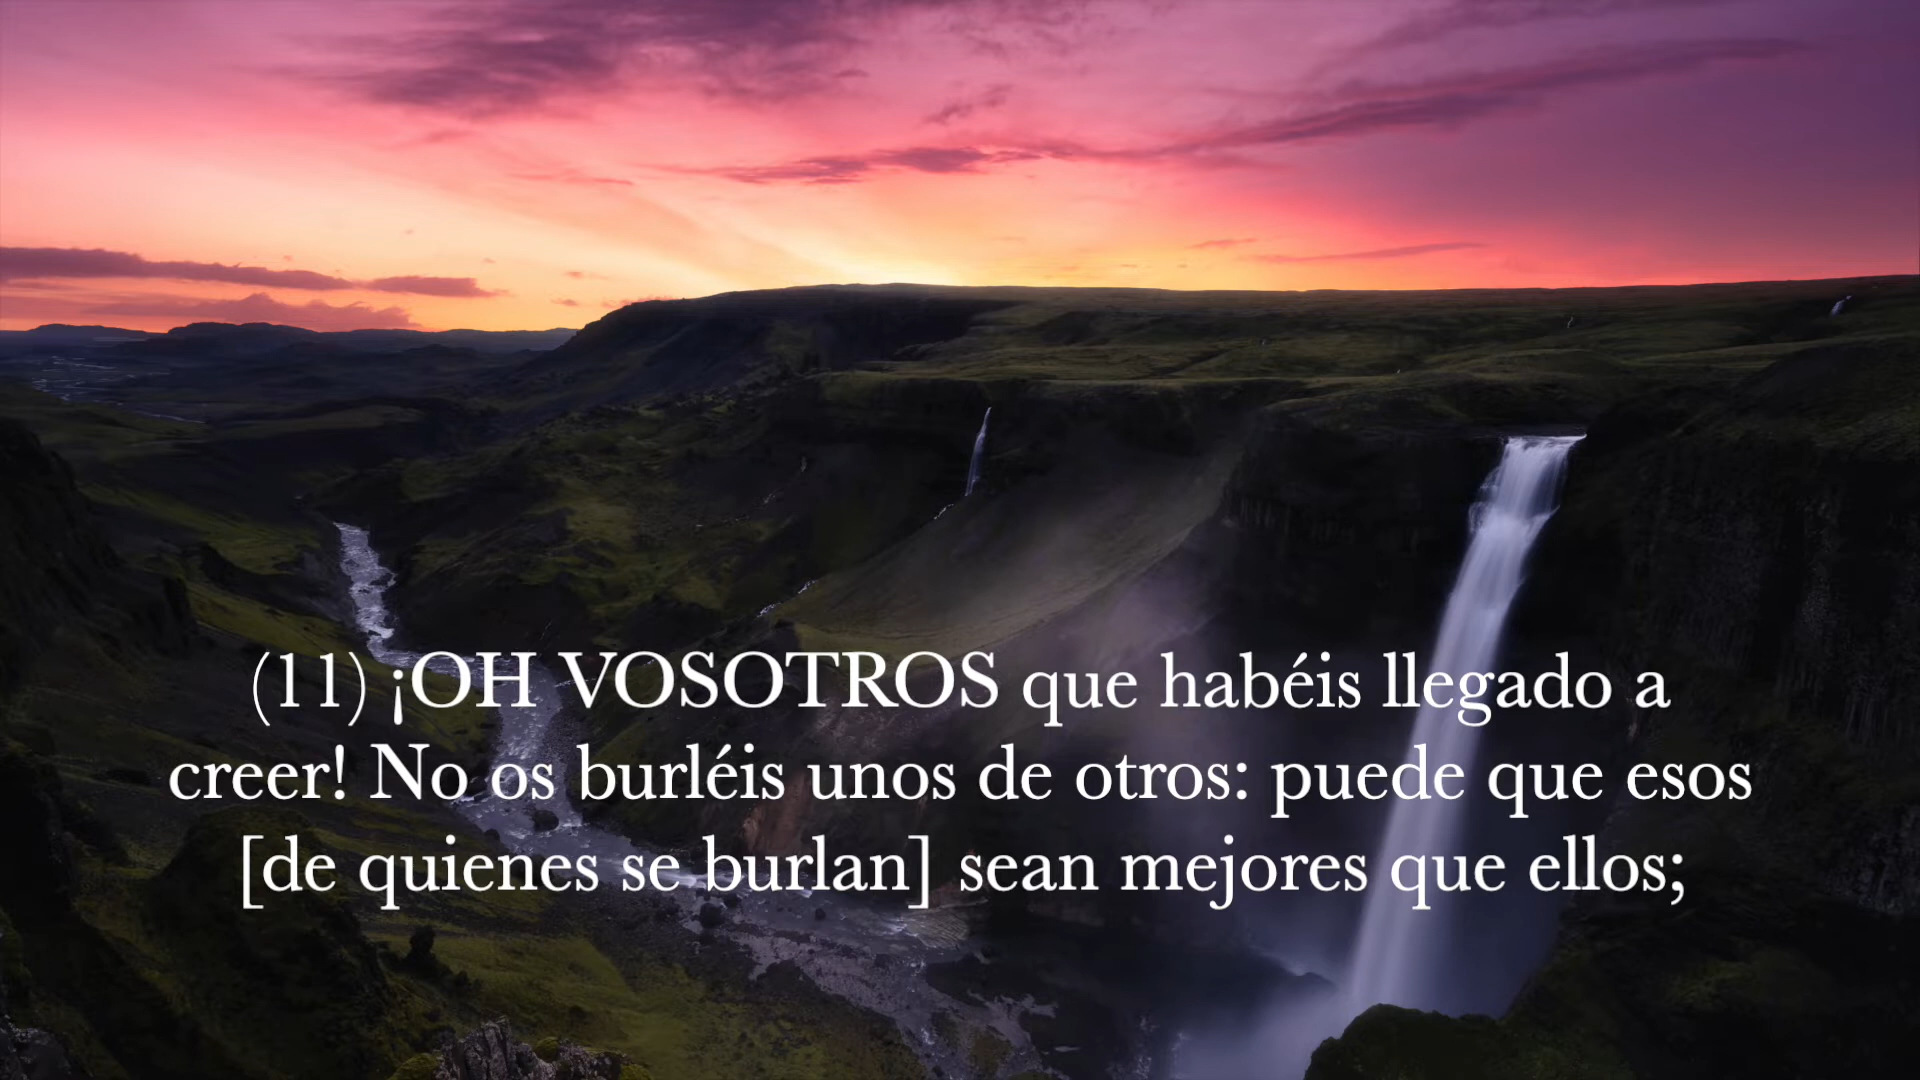 (11) ¡OH VOSOTROS que habéis llegado a
creer! No os burléis unos de otros: puede que esos
[de quienes se burlan] sean mejores que ellos;